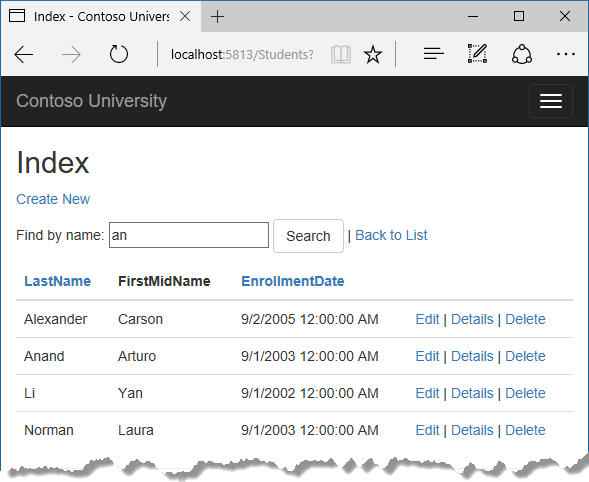 Index - Contoso Univers
localhost:5813/Students?
Contoso University
Index
Create New
Find by name: an Search | Back to List
LastName FirstMidName EnrollmentDate
Alexander Carson 9/2/2005 12:00:00 AM Edit | Details | Delete
Anand Arturo 9/1/2003 12:00:00 AM Edit | Details | Delete
Li Yan 9/1/2002 12:00:00 AM Edit | Details | Delete
Norman Laura 9/1/2003 12:00:00 AM Edit | Details | Delete